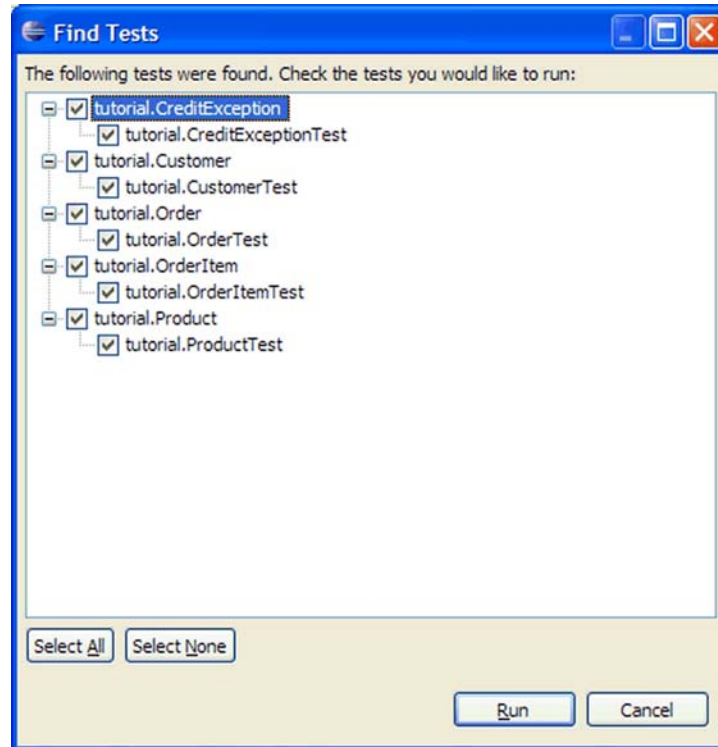 Find Tests
The following tests were found. Check the tests you would like to run:
tutorial.CreditException
tutorial.CreditExceptionTest
tutorial.Customer
tutorial.CustomerTest
tutorial.Order
tutorial.OrderTest
tutorial.OrderItem
tutorial.OrderItemTest
tutorial.Product
tutorial.ProductTest
Select All Select None
Run Cancel